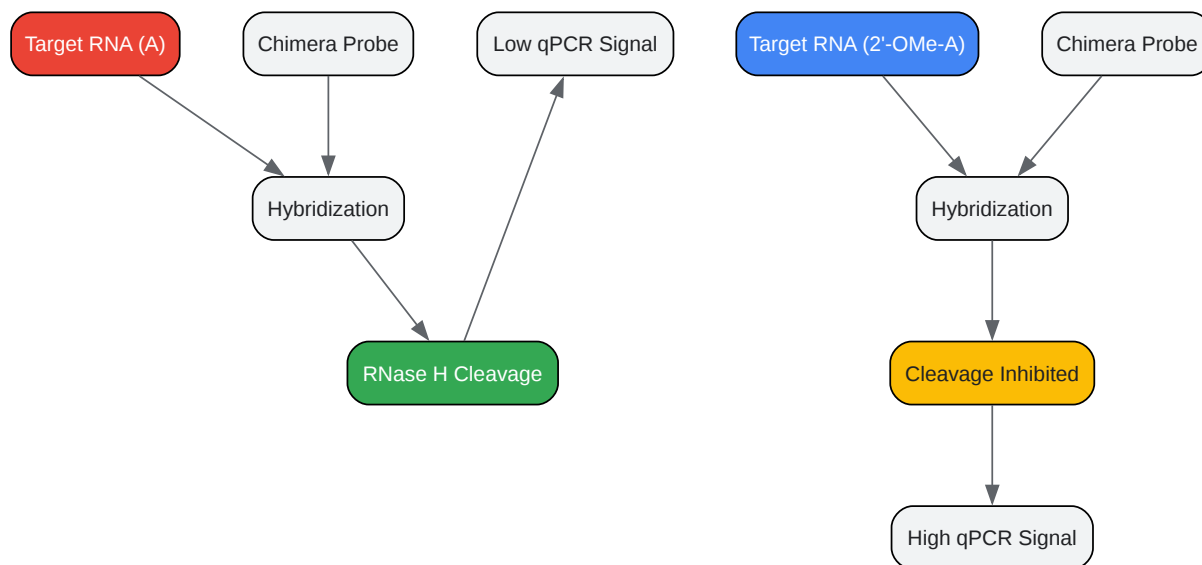 Target RNA (A)
Chimera Probe
Low qPCR Signal
Target RNA (2'-OMe-A)
Chimera Probe
Hybridization
Hybridization
RNase H Cleavage
Cleavage Inhibited
High qPCR Signal